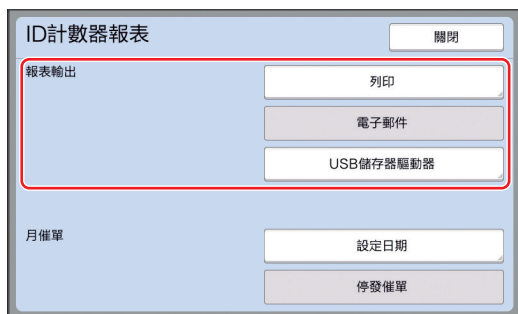 ID計數器報表
關閉
報表輸出
列印
電子郵件
USB儲存器驅動器
月催單
設定日期
停發催單